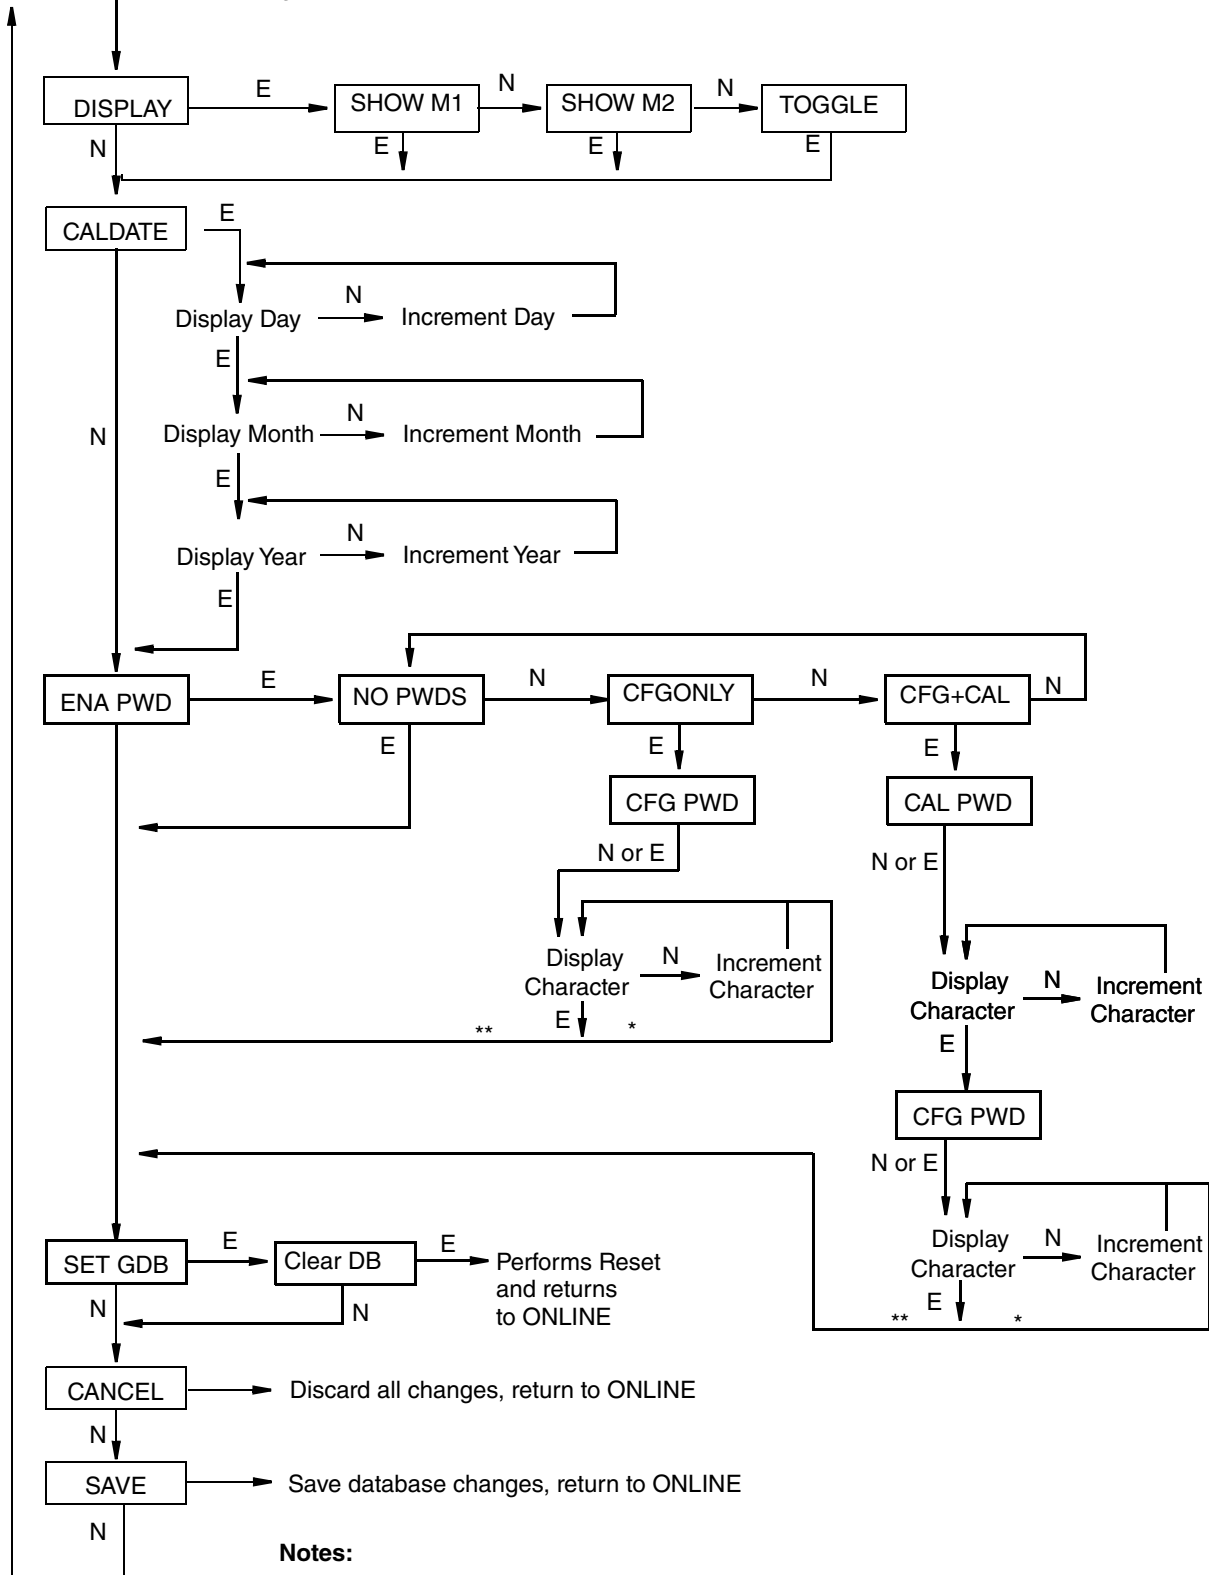 E
N
N
DISPLAY
SHOW M1
SHOW M2
TOGGLE
N
E
E
E
CALDATE
E
N
Display Day
Increment Day
E
N
Display Month
Increment Month
N
E
N
Display Year
Increment Year
E
ENA PWD
E
NO PWDS
N
CFGONLY
N
CFG+CAL
N
E
E
E
CFG PWD
CAL PWD
N or E
N or E
Display
Character
N
Increment
Character
E
**
*
Display
Character
N
Increment
Character
E
CFG PWD
N or E
Display
Character
N
Increment
Character
E
**
*
SET GDB
E
Clear DB
E
Performs Reset
and returns
to ONLINE
N
N
CANCEL
Discard all changes, return to ONLINE
N
SAVE
Save database changes, return to ONLINE
N
Notes: